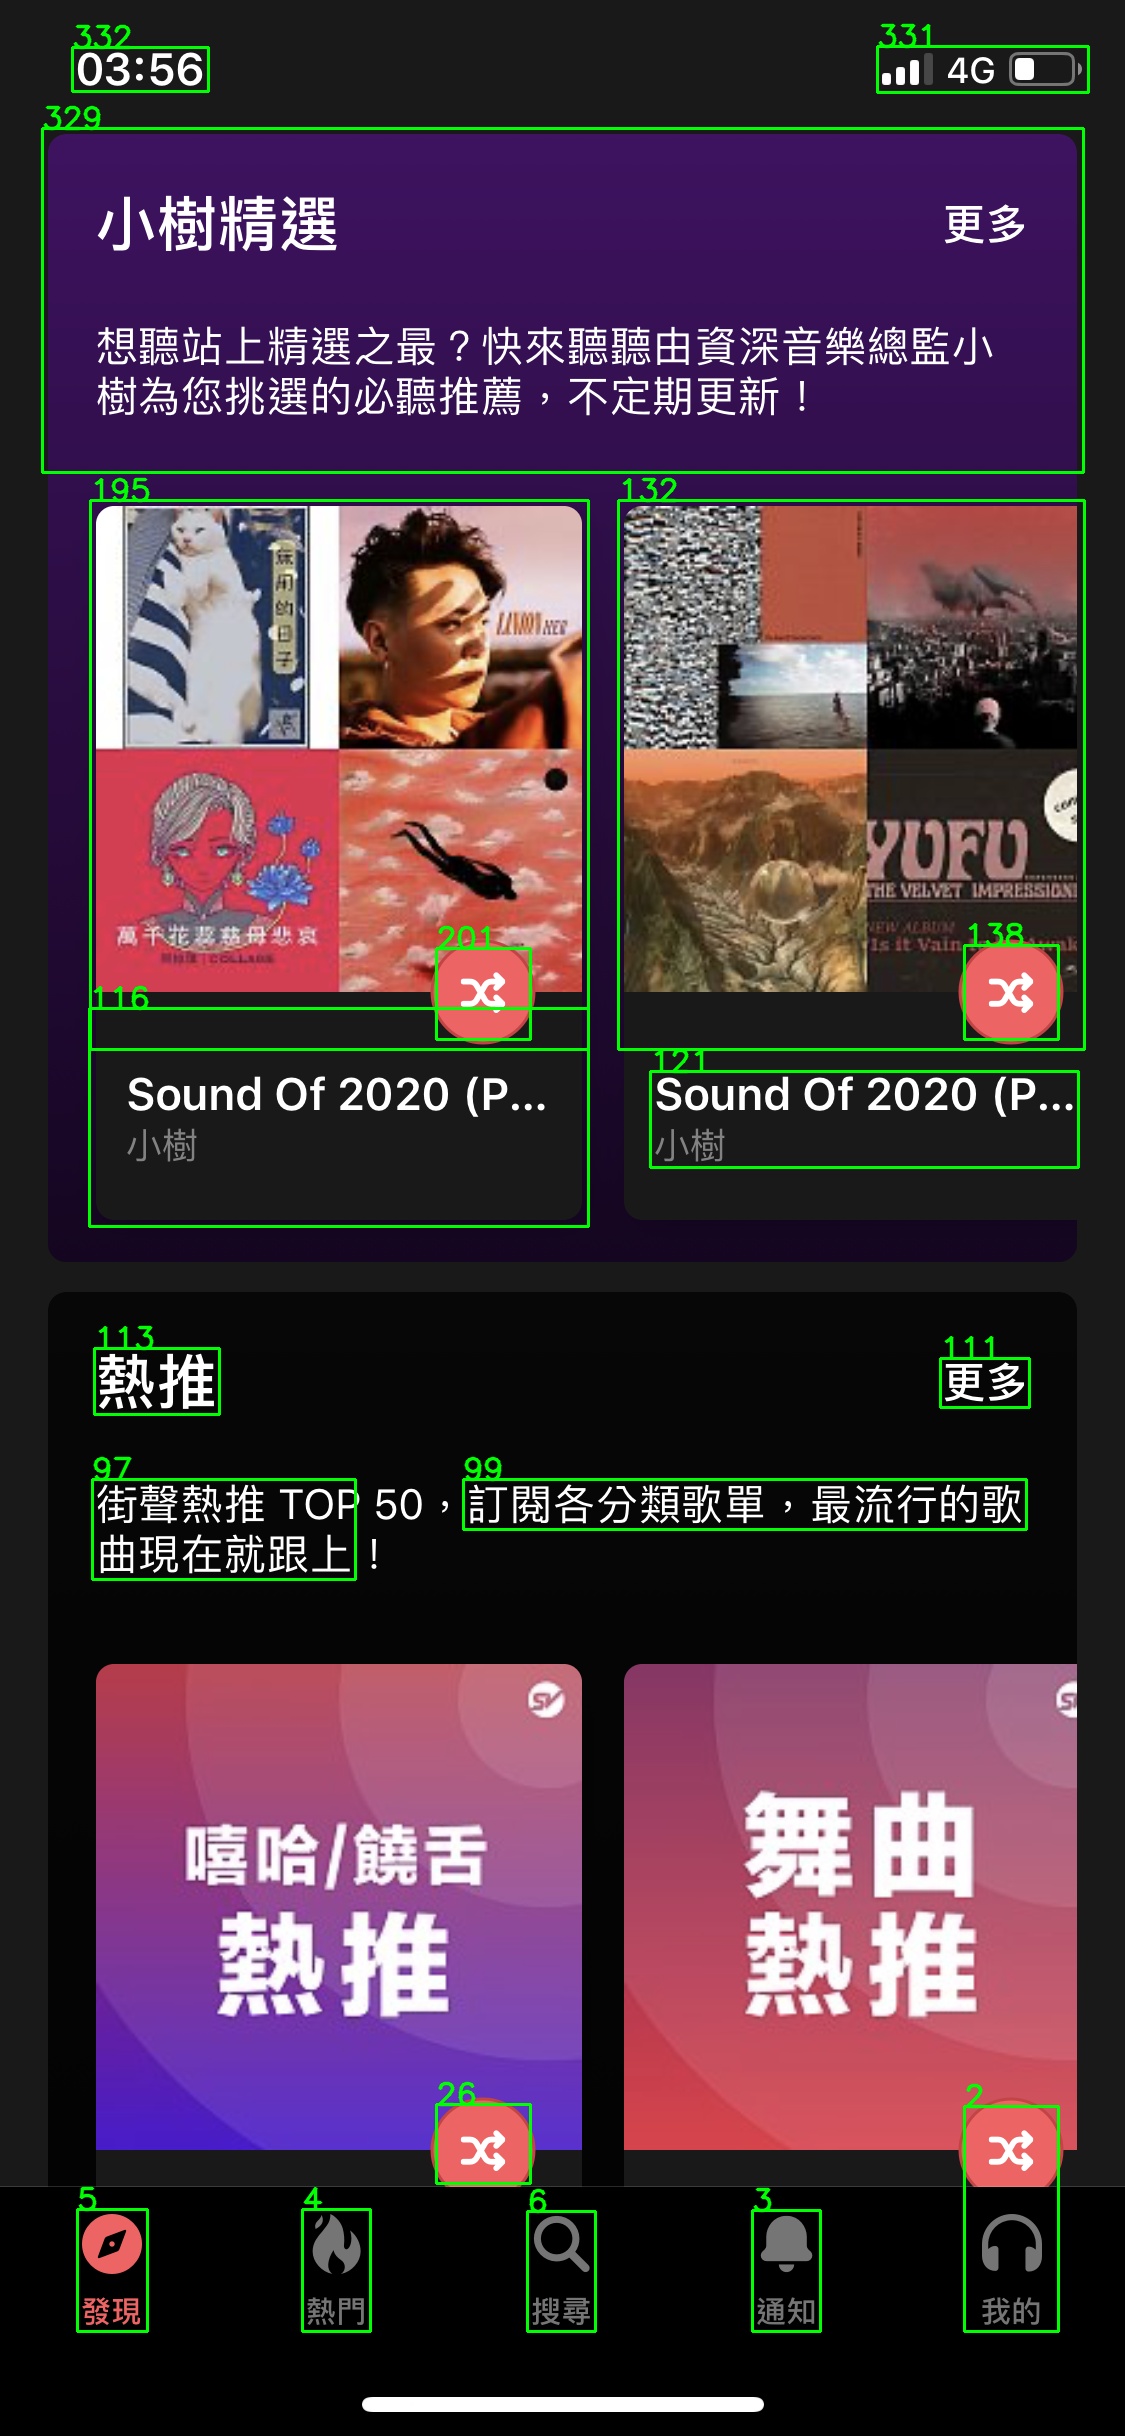 03:56
4G
小樹精選
更多
想聽站上精選之最？快來聽聽由資深音樂總監小
樹為您挑選的必聽推薦，不定期更新！
無用的日子
LINION HER
萬千花蕊慈母悲哀
COLLAGE
YUFU
THE VELVET IMPRESSION
NEW ALBUM
Is it Vain
Sound Of 2020 (P...
小樹
Sound Of 2020 (P...
小樹
熱推
更多
街聲熱推 TOP 50，訂閱各分類歌單，最流行的歌
曲現在就跟上！
嘻哈/饒舌
熱推
舞曲
熱推
發現
熱門
搜尋
通知
我的
332
331
329
195
132
201
138
116
121
113
111
97
99
26
2
5
4
6
3